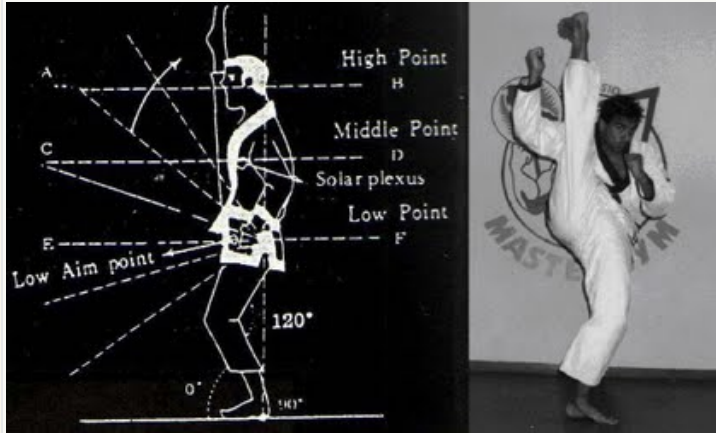 A
High Point
B
Middle Point
C
D
Solar plexus
Low Point
E
F
Low Aim point
120°
0°
90°
MASTER GYM